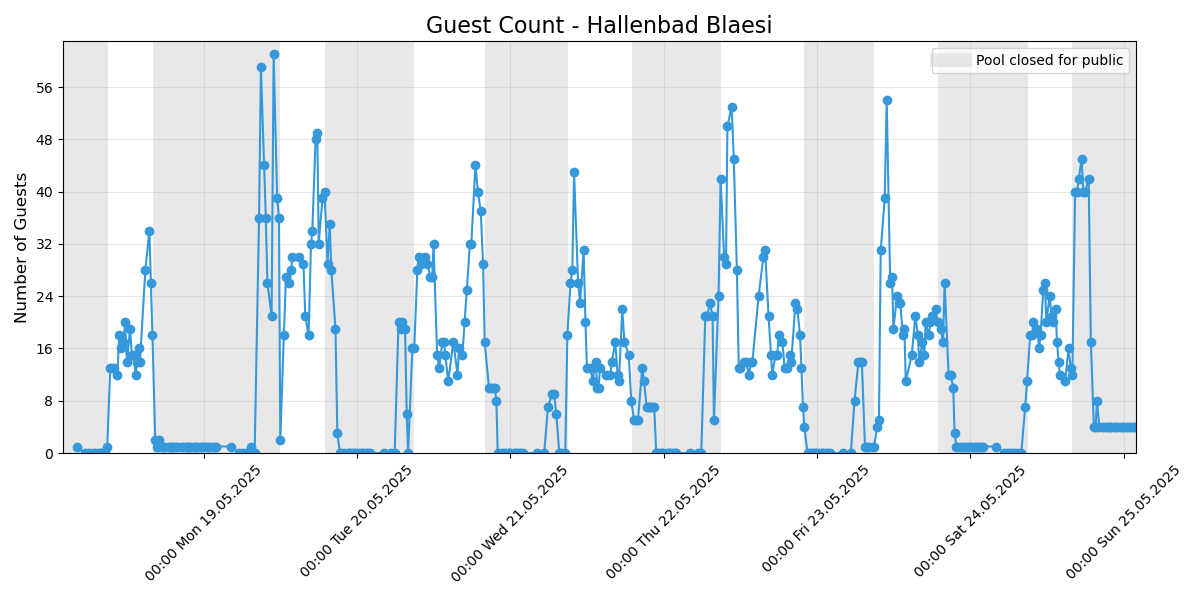 Guest Count - Hallenbad Blaesi
Pool closed for public
Number of Guests
56
48
40
32
24
16
8
0
00:00 Mon 19.05.2025
00:00 Tue 20.05.2025
00:00 Wed 21.05.2025
00:00 Thu 22.05.2025
00:00 Fri 23.05.2025
00:00 Sat 24.05.2025
00:00 Sun 25.05.2025